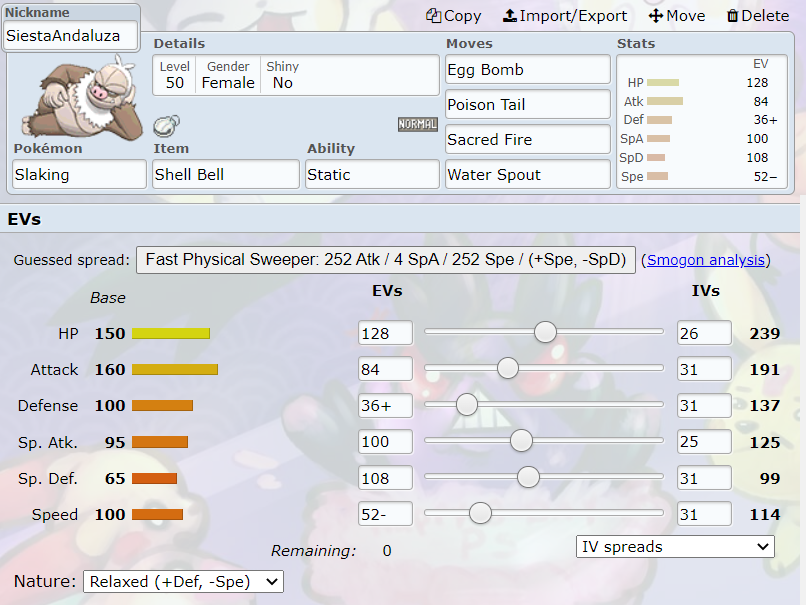 Nickname
SiestaAndaluza
Copy Import/Export Move Delete
Details
Level Gender Shiny
50 Female No
NORMAL
Pokémon Item Ability
Slaking Shell Bell Static
Moves
Egg Bomb
Poison Tail
Sacred Fire
Water Spout
Stats
EV
HP 128
Atk 84
Def 36+
SpA 100
SpD 108
Spe 52−
EVs
Guessed spread: Fast Physical Sweeper: 252 Atk / 4 SpA / 252 Spe / (+Spe, -SpD) (Smogon analysis)
Base EVs IVs
HP 150 128 26 239
Attack 160 84 31 191
Defense 100 36+ 31 137
Sp. Atk. 95 100 25 125
Sp. Def. 65 108 31 99
Speed 100 52- 31 114
Remaining: 0 IV spreads
Nature: Relaxed (+Def, -Spe)